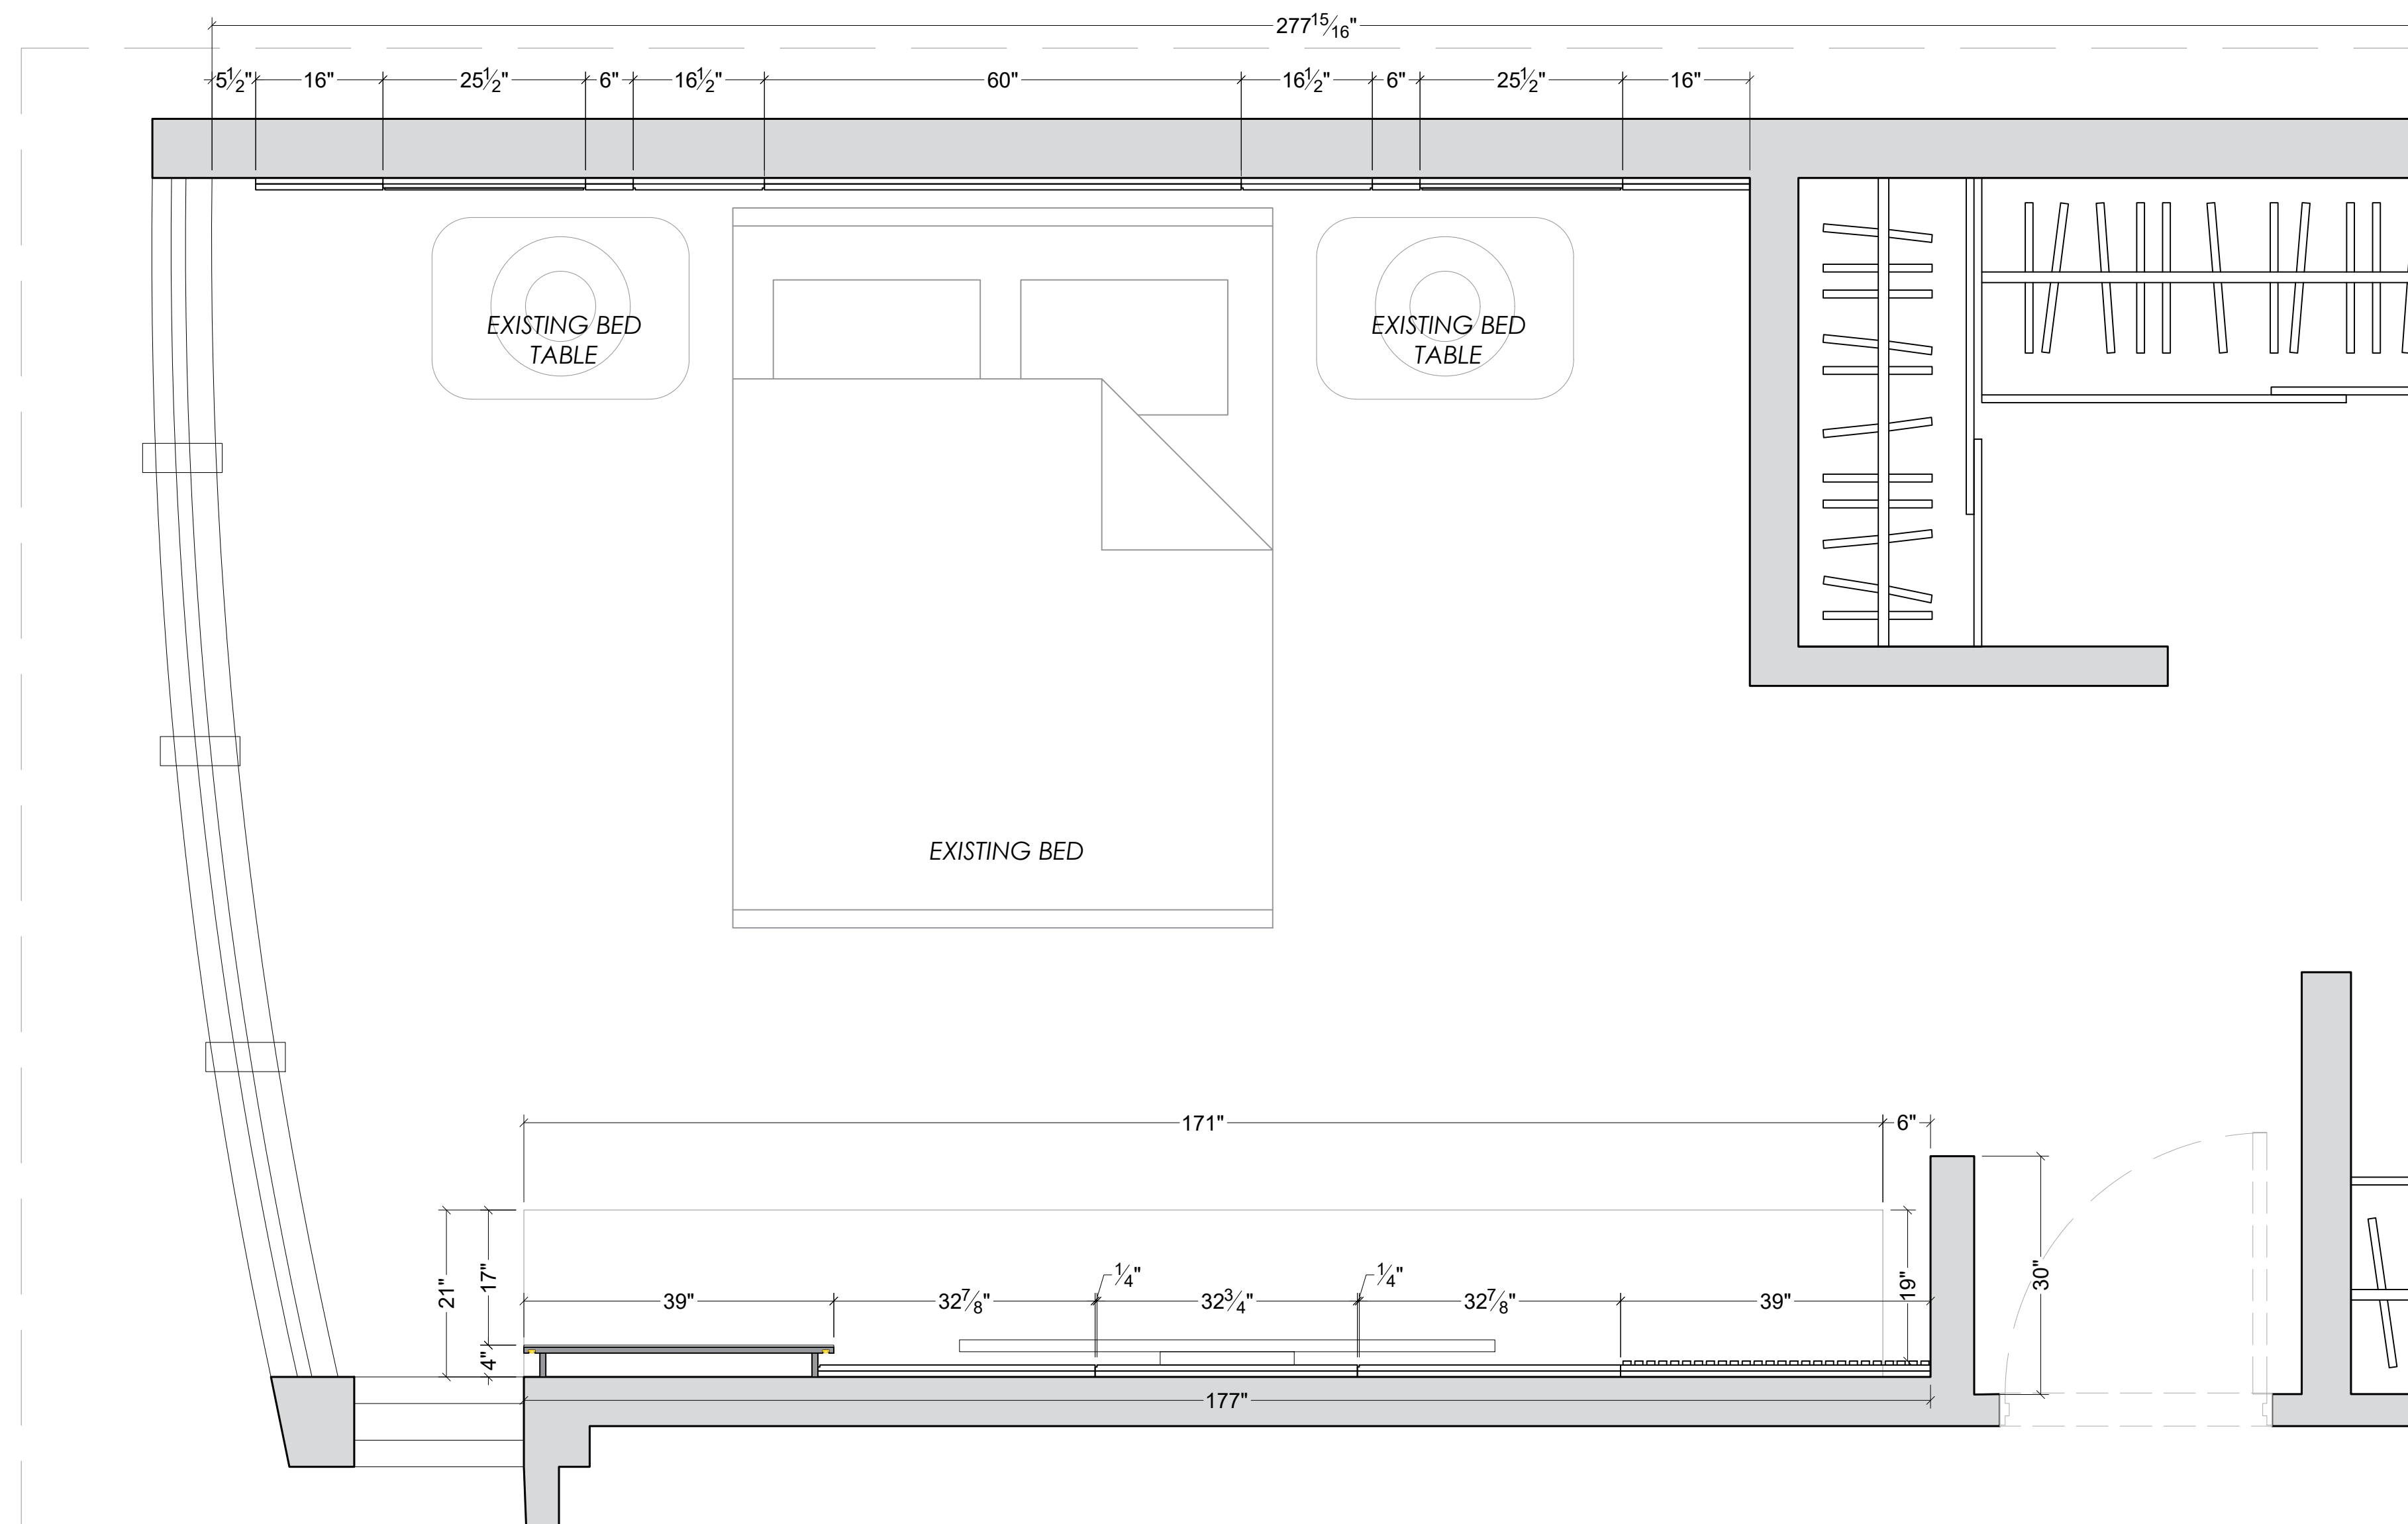 277 15/16"
5 1/2" 16" 25 1/2" 6" 16 1/2" 60" 16 1/2" 6" 25 1/2" 16"
EXISTING BED
TABLE
EXISTING BED
TABLE
EXISTING BED
171" 6"
21"
17"
4"
1/4" 1/4"
39" 32 7/8" 32 3/4" 32 7/8" 39"
19"
30"
177"